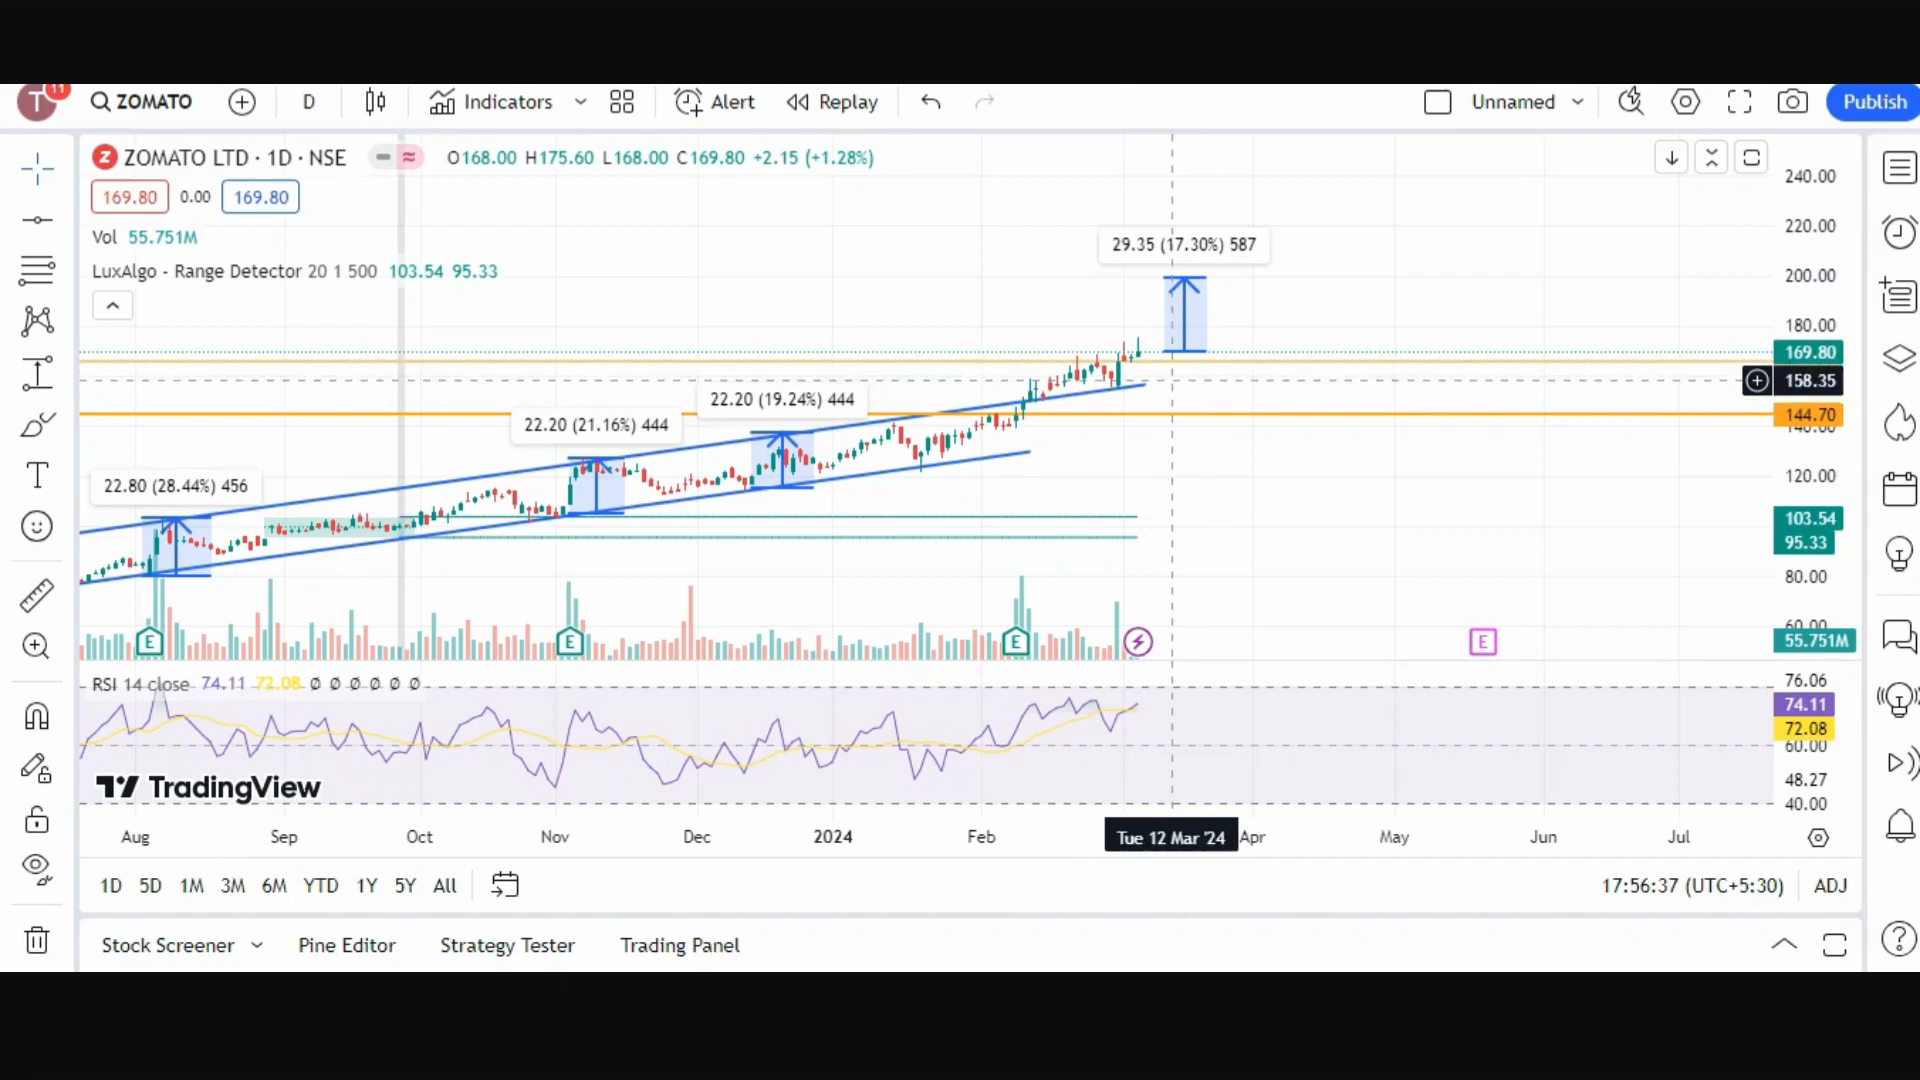 T 11 ZOMATO D Indicators Alert Replay Unnamed Publish
Z ZOMATO LTD · 1D · NSE O168.00 H175.60 L168.00 C169.80 +2.15 (+1.28%)
169.80 0.00 169.80
Vol 55.751M
LuxAlgo - Range Detector 20 1 500 103.54 95.33
240.00
220.00
29.35 (17.30%) 587
200.00
180.00
169.80
158.35
22.20 (19.24%) 444
144.70
140.00
22.20 (21.16%) 444
120.00
22.80 (28.44%) 456
103.54
95.33
80.00
60.00
E E E E
55.751M
RSI 14 close 74.11 72.08 Ø Ø Ø Ø Ø Ø
76.06
74.11
72.08
60.00
48.27
40.00
TradingView
Aug Sep Oct Nov Dec 2024 Feb Tue 12 Mar '24 Apr May Jun Jul
1D 5D 1M 3M 6M YTD 1Y 5Y All 17:56:37 (UTC+5:30) ADJ
Stock Screener Pine Editor Strategy Tester Trading Panel